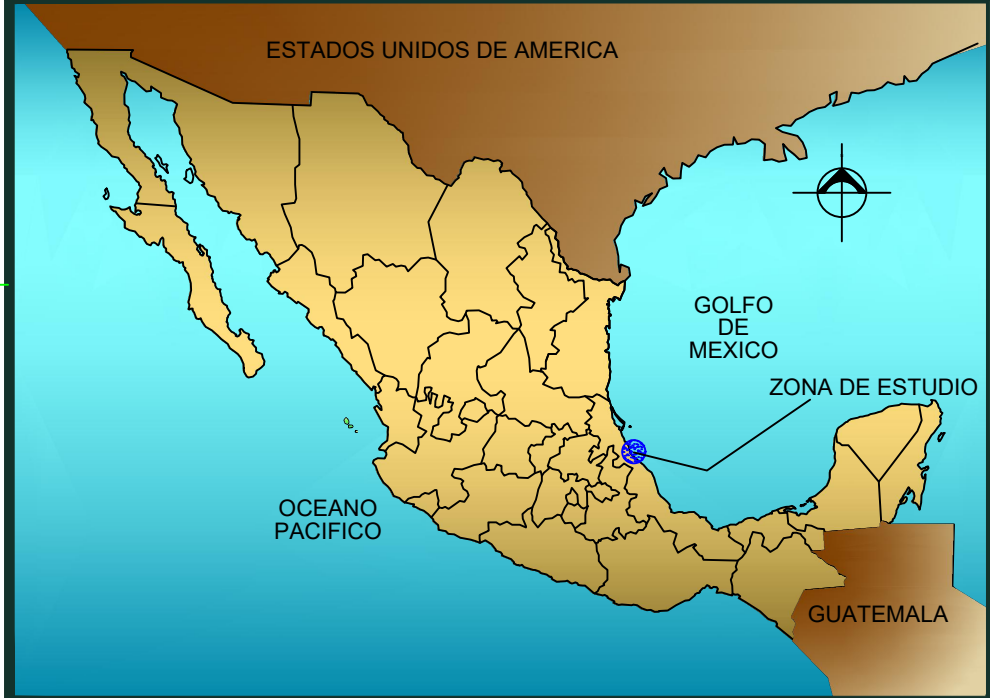 ESTADOS UNIDOS DE AMERICA
GOLFO
DE
MEXICO
ZONA DE ESTUDIO
OCEANO
PACIFICO
GUATEMALA